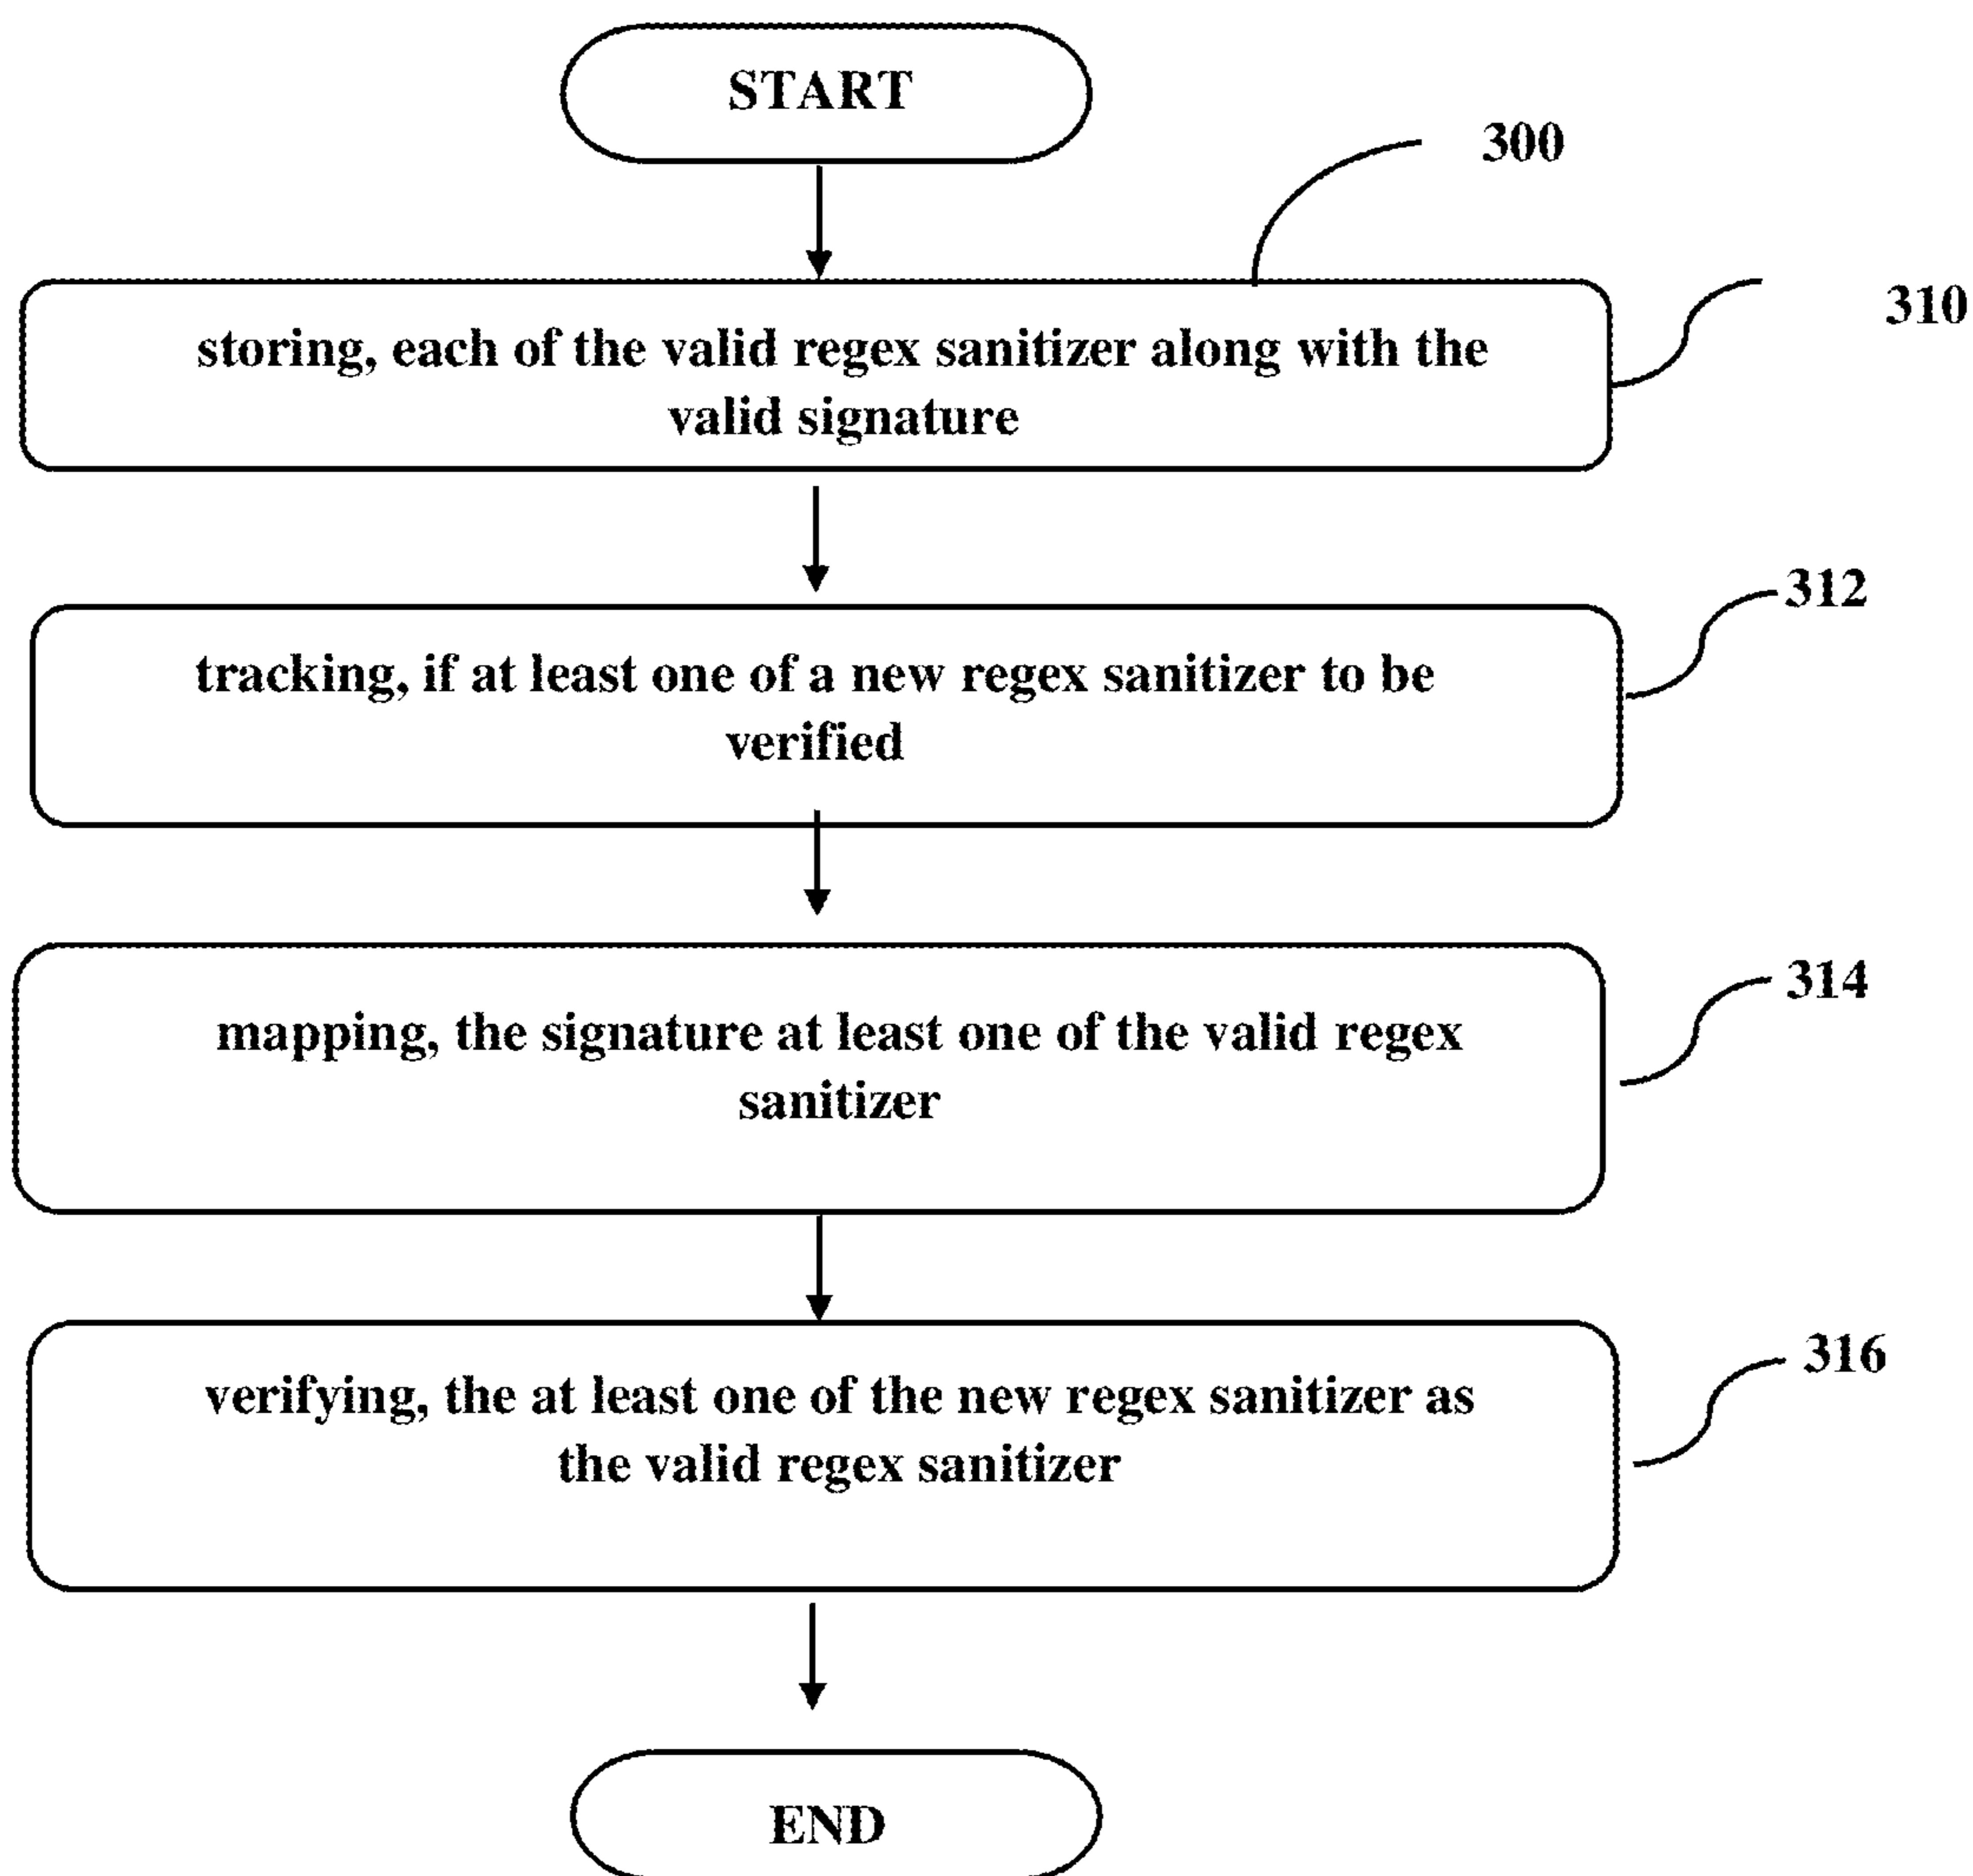 START
300
310
storing, each of the valid regex sanitizer along with the
valid signature
312
tracking, if at least one of a new regex sanitizer to be
verified
314
mapping, the signature at least one of the valid regex
sanitizer
316
verifying, the at least one of the new regex sanitizer as
the valid regex sanitizer
END